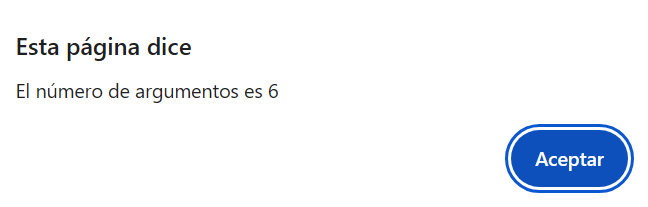 Esta página dice
El número de argumentos es 6
Aceptar